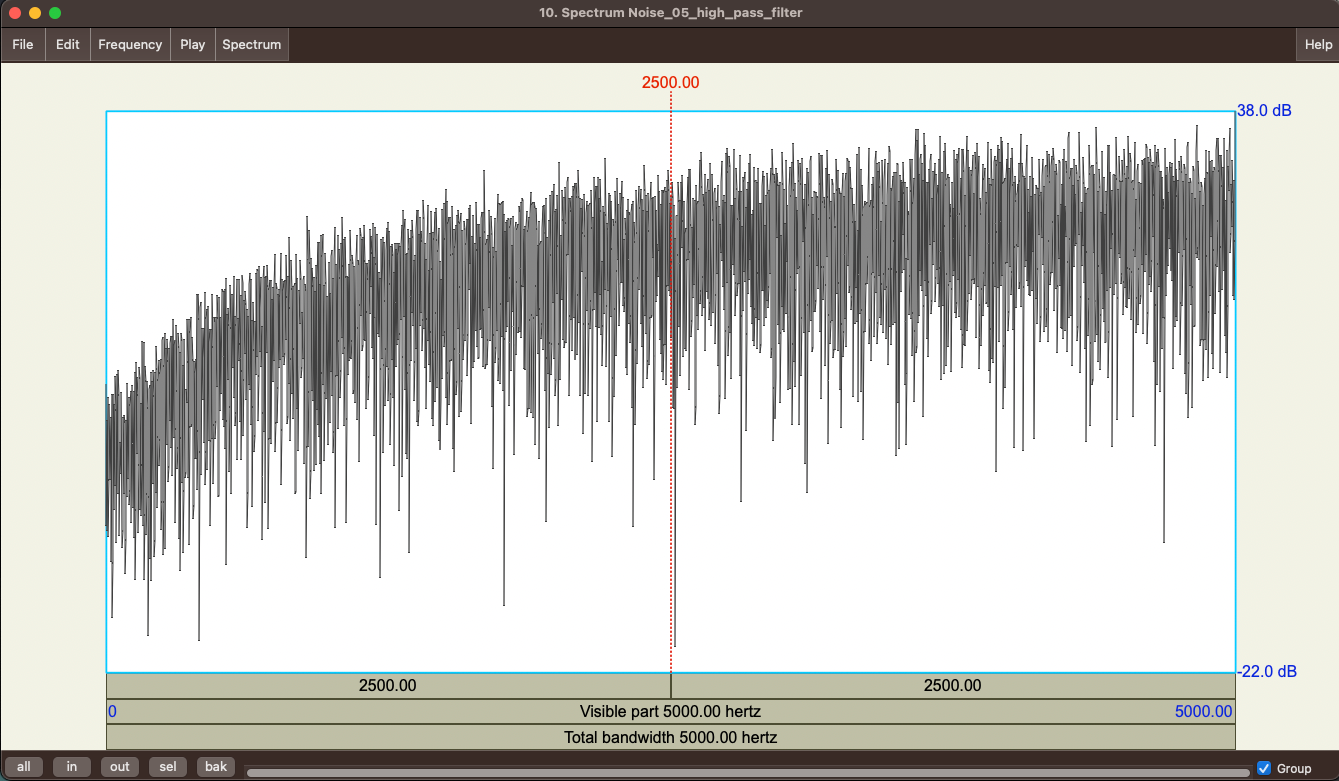 10. Spectrum Noise_05_high_pass_filter
File Edit Frequency Play Spectrum Help
2500.00
38.0 dB
-22.0 dB
2500.00 2500.00
0 Visible part 5000.00 hertz 5000.00
Total bandwidth 5000.00 hertz
all in out sel bak Group